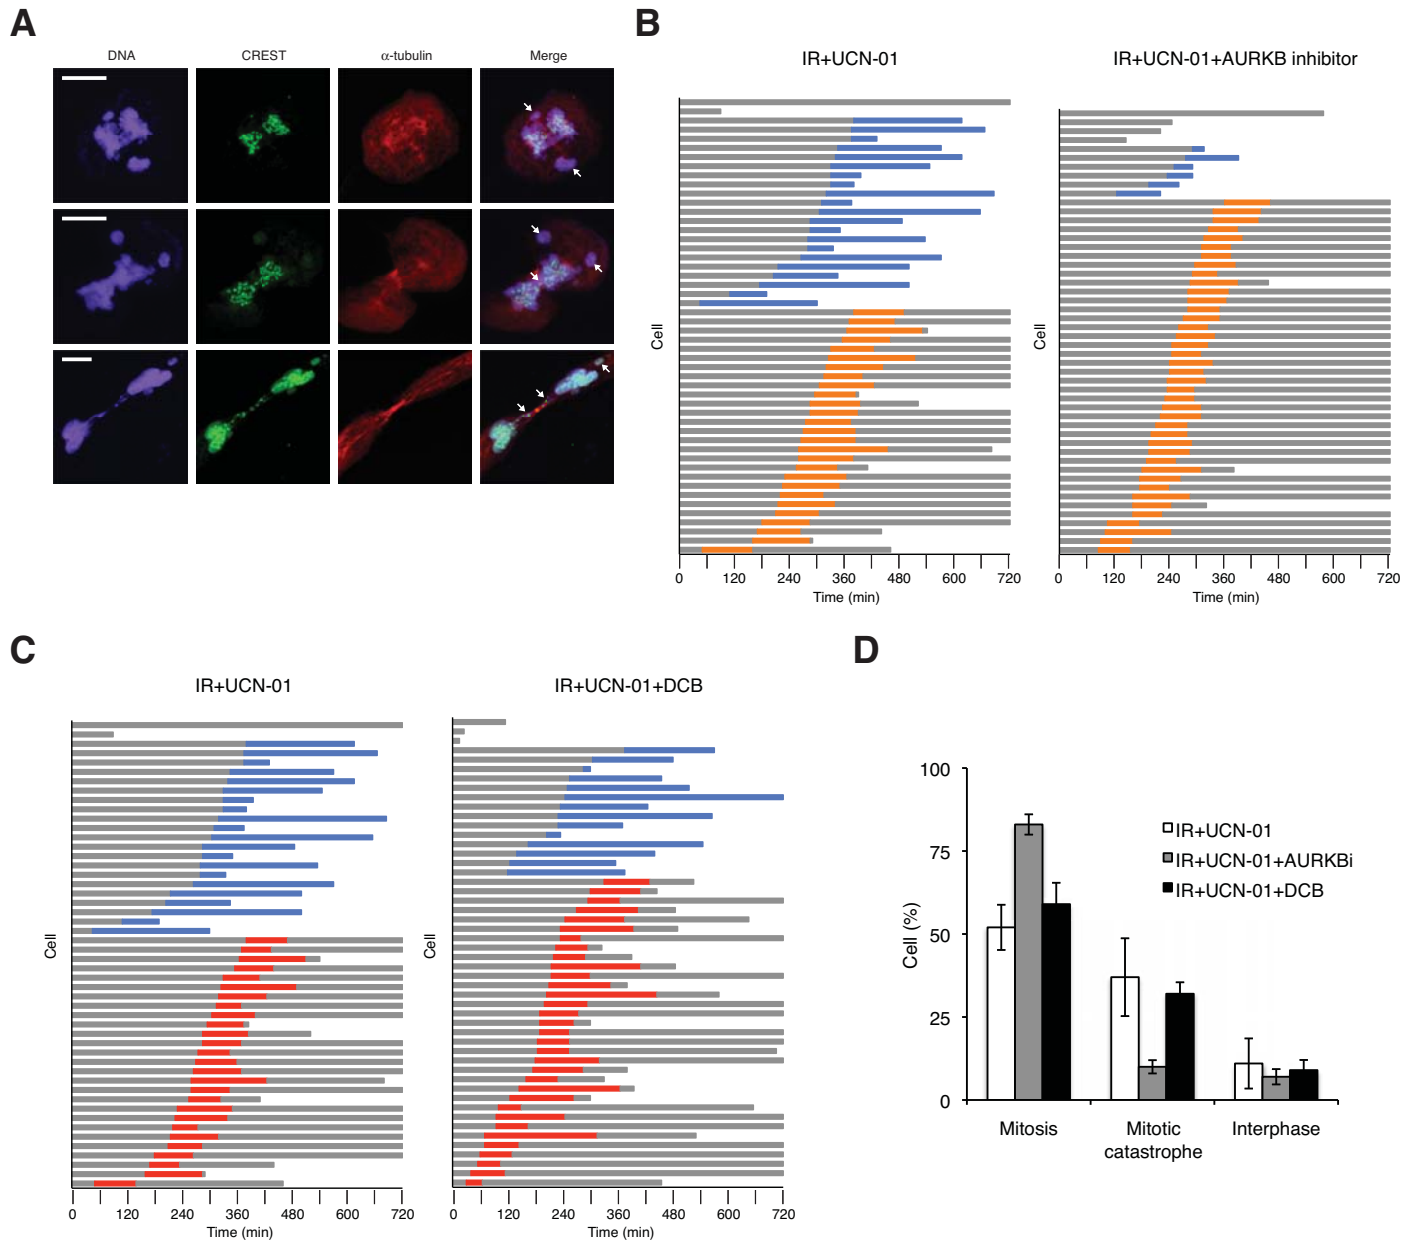 A
DNA
CREST
α-tubulin
Merge
B
IR+UCN-01
IR+UCN-01+AURKB inhibitor
Cell
Cell
0 120 240 360 480 600 720
Time (min)
0 120 240 360 480 600 720
Time (min)
C
IR+UCN-01
IR+UCN-01+DCB
Cell
Cell
0 120 240 360 480 600 720
Time (min)
0 120 240 360 480 600 720
Time (min)
D
100
75
50
25
0
Cell (%)
IR+UCN-01
IR+UCN-01+AURKBi
IR+UCN-01+DCB
Mitosis
Mitotic
catastrophe
Interphase